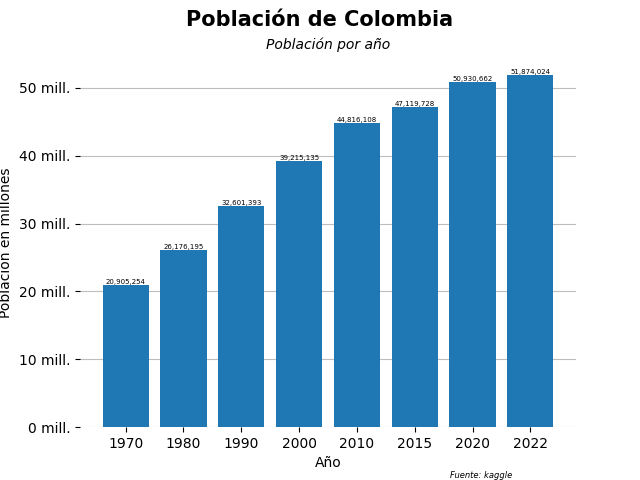 Población de Colombia
Población por año
Poblacion en millones
50 mill.
40 mill.
30 mill.
20 mill.
10 mill.
0 mill.
20,905,254
26,176,195
32,601,393
39,215,135
44,816,108
47,119,728
50,930,662
51,874,024
1970 1980 1990 2000 2010 2015 2020 2022
Año
Fuente: kaggle